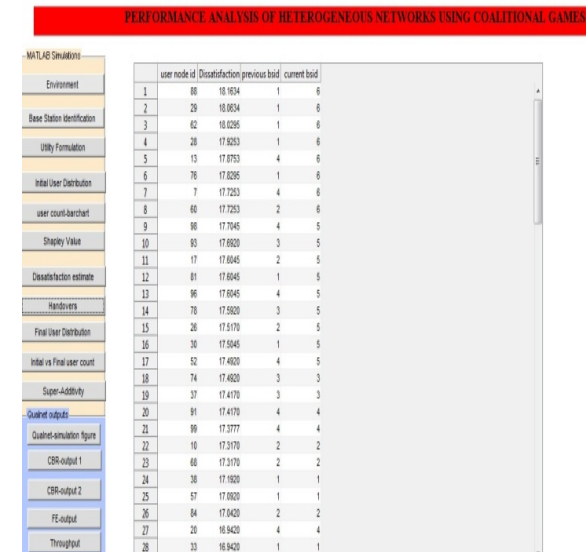 PERFORMANCE ANALYSIS OF HETEROGENEOUS NETWORKS USING COALITIONAL GAMES
MATLAB Simulations
Environment
Base Station Identification
Utility Formulation
Initial User Distribution
user count-barchart
Shapley Value
Dissatisfaction estimate
Handovers
Final User Distribution
Initial vs Final user count
Super-Additivity
Qualnet outputs
Qualnet-simulation figure
CBR-output 1
CBR-output 2
FE-output
Throughput
user node id Dissatisfaction previous bsid current bsid
1 88 18.1634 1 6
2 29 18.0634 1 6
3 62 18.0295 1 6
4 28 17.9253 1 6
5 13 17.8753 4 6
6 76 17.8295 1 6
7 7 17.7253 4 6
8 60 17.7253 2 6
9 98 17.7045 4 5
10 93 17.6920 3 5
11 17 17.6045 2 5
12 81 17.6045 1 5
13 96 17.6045 4 5
14 78 17.5920 3 5
15 26 17.5170 2 5
16 30 17.5045 1 5
17 52 17.4920 4 5
18 74 17.4920 3 3
19 37 17.4170 3 3
20 91 17.4170 4 4
21 99 17.3777 4 4
22 10 17.3170 2 2
23 68 17.3170 2 2
24 38 17.1920 1 1
25 57 17.0920 1 1
26 84 17.0420 2 2
27 20 16.9420 4 4
28 33 16.9420 1 1